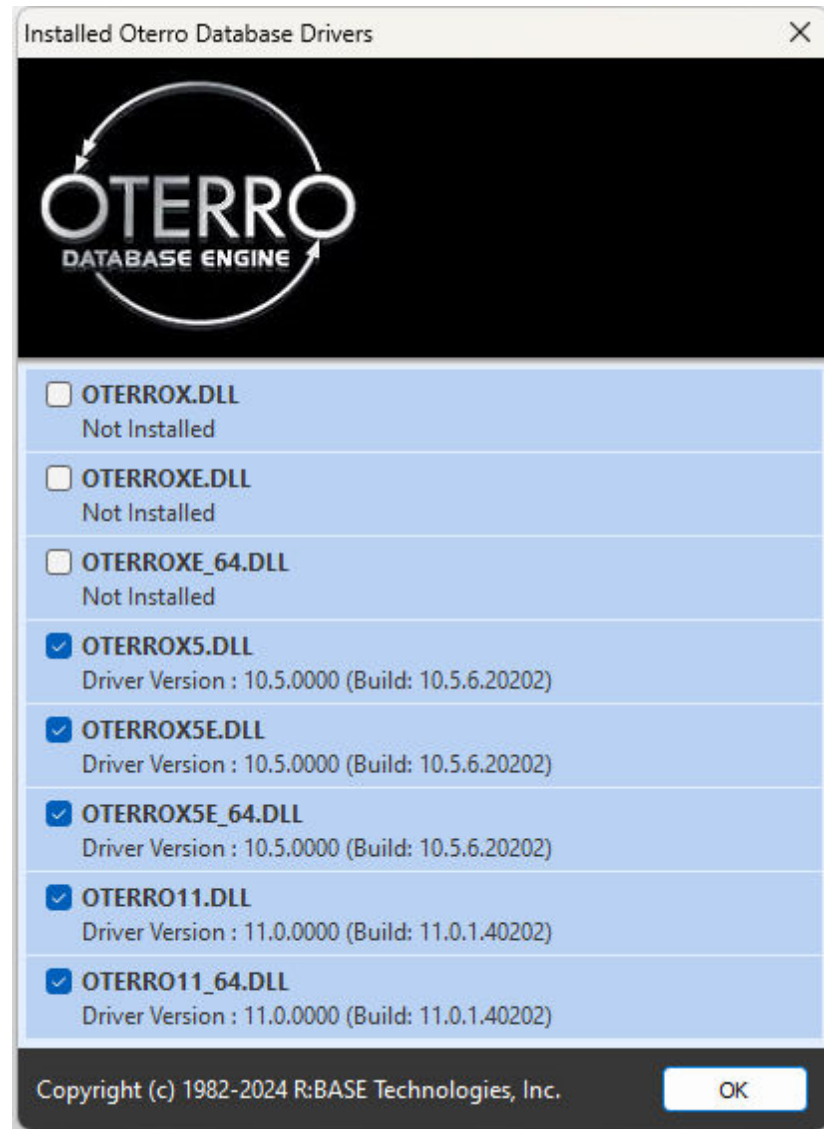 Installed Oterro Database Drivers
OTERRO
DATABASE ENGINE
OTERROX.DLL
Not Installed
OTERROXE.DLL
Not Installed
OTERROXE_64.DLL
Not Installed
OTERROX5.DLL
Driver Version : 10.5.0000 (Build: 10.5.6.20202)
OTERROX5E.DLL
Driver Version : 10.5.0000 (Build: 10.5.6.20202)
OTERROX5E_64.DLL
Driver Version : 10.5.0000 (Build: 10.5.6.20202)
OTERRO11.DLL
Driver Version : 11.0.0000 (Build: 11.0.1.40202)
OTERRO11_64.DLL
Driver Version : 11.0.0000 (Build: 11.0.1.40202)
Copyright (c) 1982-2024 R:BASE Technologies, Inc.
OK